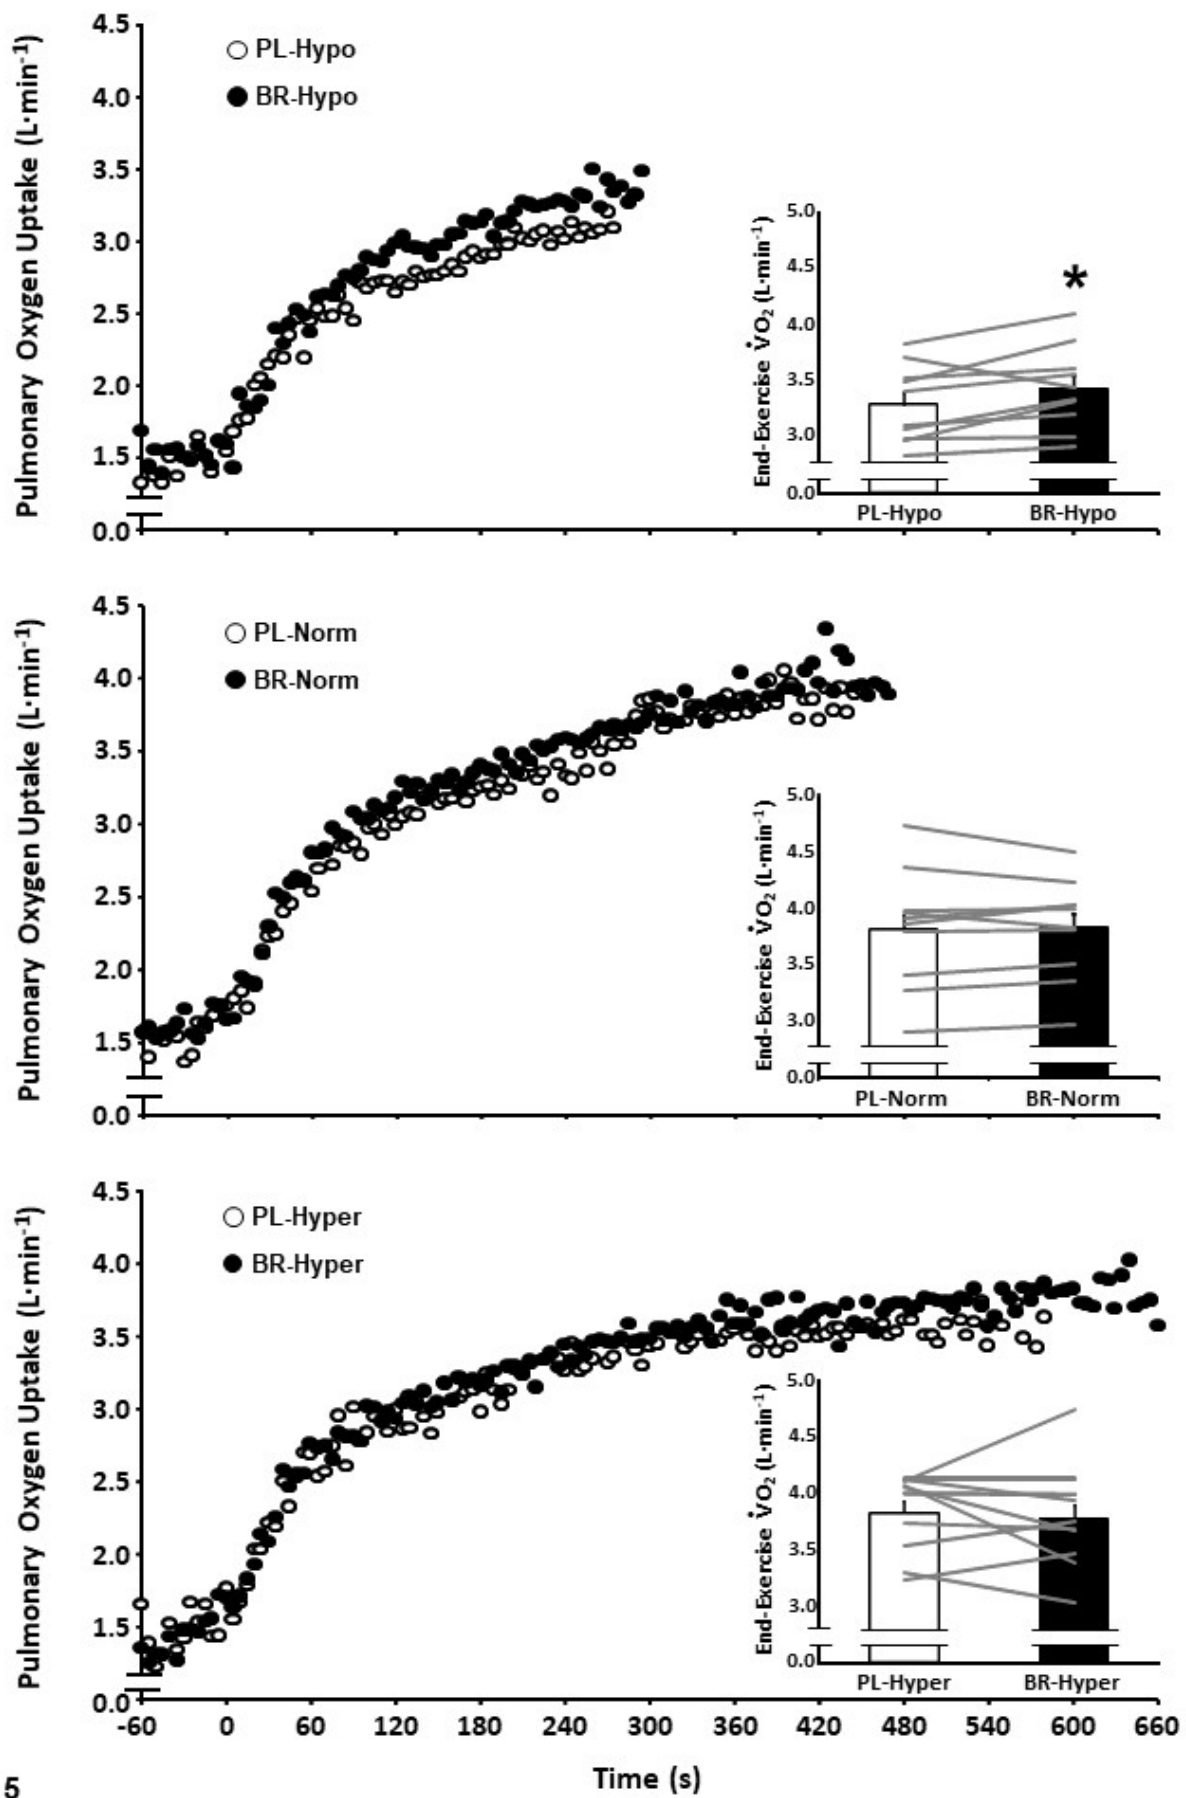 Pulmonary Oxygen Uptake (L·min-1)
4.5
4.0
3.5
3.0
2.5
2.0
1.5
0.0
PL-Hypo
BR-Hypo
End-Exercise V̇O2 (L·min-1)
5.0
4.5
4.0
3.5
3.0
0.0
*
PL-Hypo BR-Hypo
Pulmonary Oxygen Uptake (L·min-1)
4.5
4.0
3.5
3.0
2.5
2.0
1.5
0.0
PL-Norm
BR-Norm
End-Exercise V̇O2 (L·min-1)
5.0
4.5
4.0
3.5
3.0
0.0
PL-Norm BR-Norm
Pulmonary Oxygen Uptake (L·min-1)
4.5
4.0
3.5
3.0
2.5
2.0
1.5
0.0
PL-Hyper
BR-Hyper
End-Exercise V̇O2 (L·min-1)
5.0
4.5
4.0
3.5
3.0
0.0
PL-Hyper BR-Hyper
-60 0 60 120 180 240 300 360 420 480 540 600 660
Time (s)
5